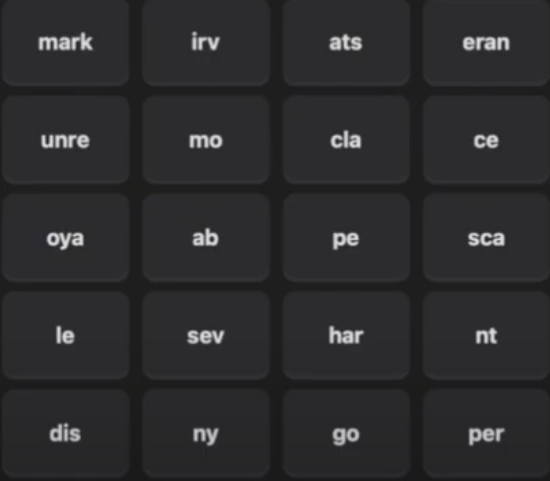 mark irv ats eran
unre mo cla ce
oya ab pe sca
le sev har nt
dis ny go per